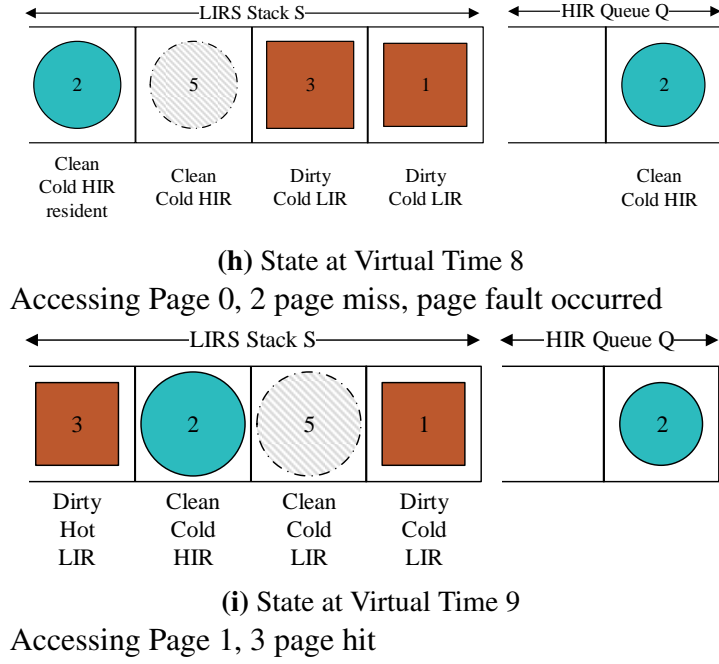 LIRS Stack S HIR Queue Q
2 5 3 1 2
Clean Cold HIR resident
Clean Cold HIR
Dirty Cold LIR
Dirty Cold LIR
Clean Cold HIR
(h) State at Virtual Time 8
Accessing Page 0, 2 page miss, page fault occurred
LIRS Stack S HIR Queue Q
3 2 5 1 2
Dirty Clean Clean Dirty
Hot Cold Cold Cold
LIR HIR LIR LIR
(i) State at Virtual Time 9
Accessing Page 1, 3 page hit